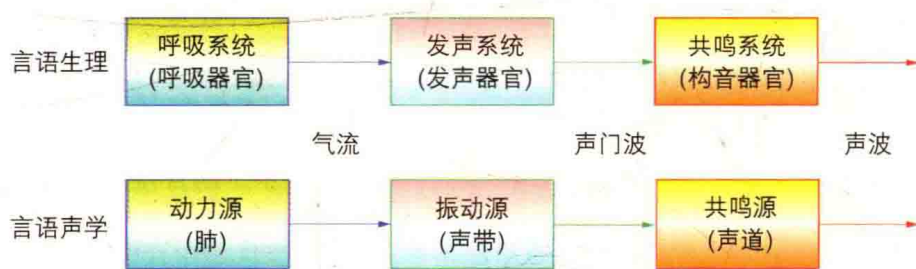 言语生理
呼吸系统
(呼吸器官)
发声系统
(发声器官)
共鸣系统
(构音器官)
气流
声门波
声波
言语声学
动力源
(肺)
振动源
(声带)
共鸣源
(声道)